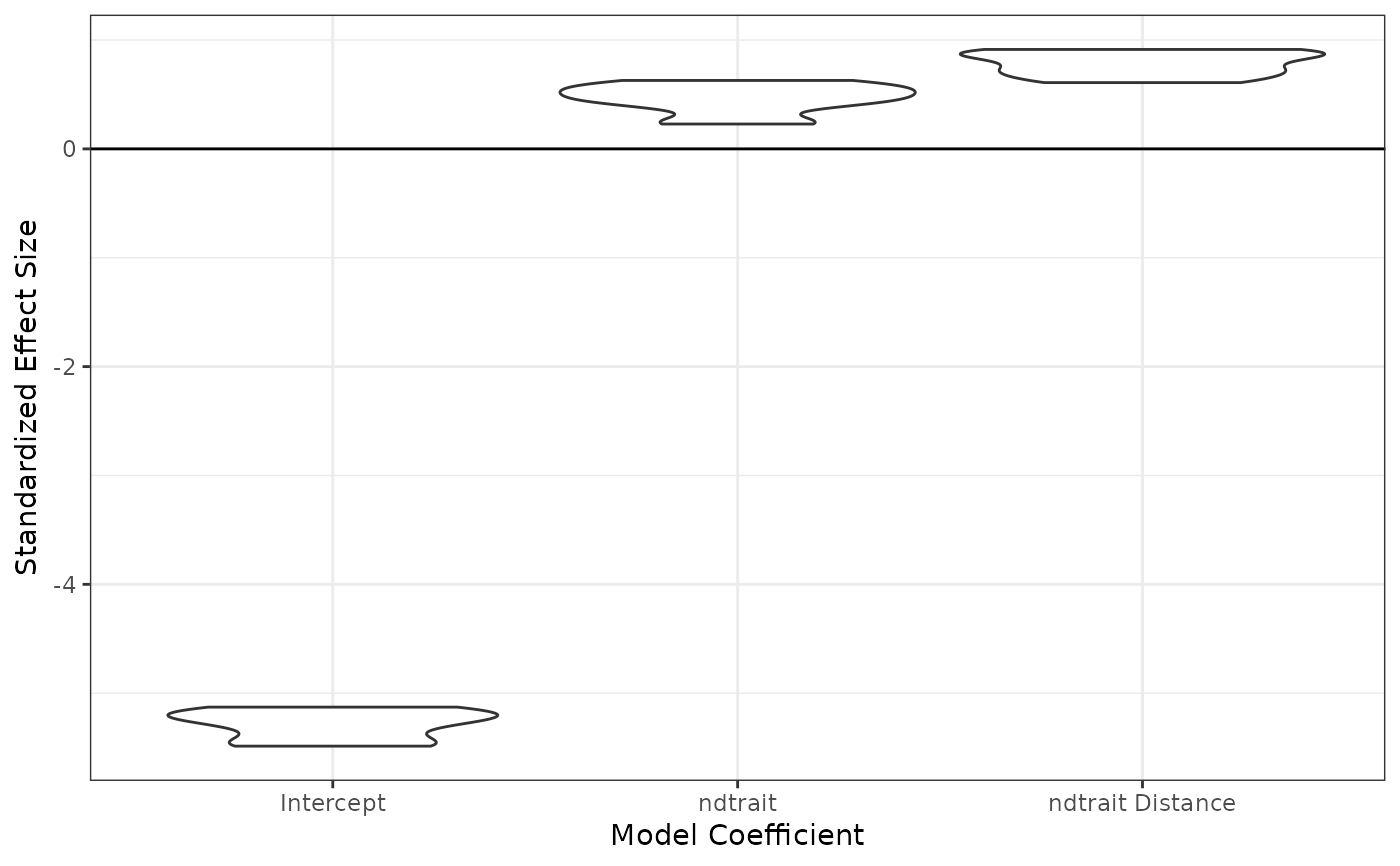 Standardized Effect Size
0
-2
-4
Intercept
ndtrait
ndtrait Distance
Model Coefficient